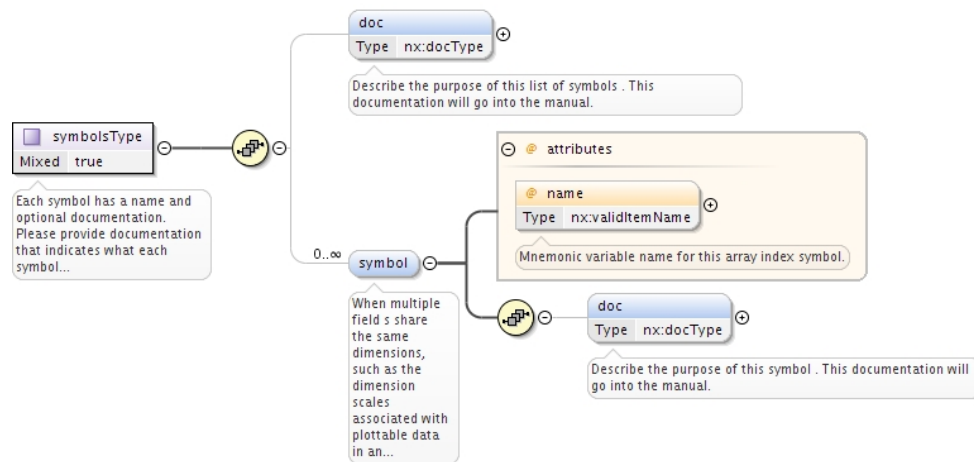 doc
Type nx:docType
Describe the purpose of this list of symbols . This
documentation will go into the manual.
symbolsType
Mixed true
Each symbol has a name and
optional documentation.
Please provide documentation
that indicates what each
symbol...
@ attributes
@ name
Type nx:validItemName
Mnemonic variable name for this array index symbol.
0..∞
symbol
When multiple
field s share
the same
dimensions,
such as the
dimension
scales
associated with
plottable data
in an...
doc
Type nx:docType
Describe the purpose of this symbol . This documentation will
go into the manual.